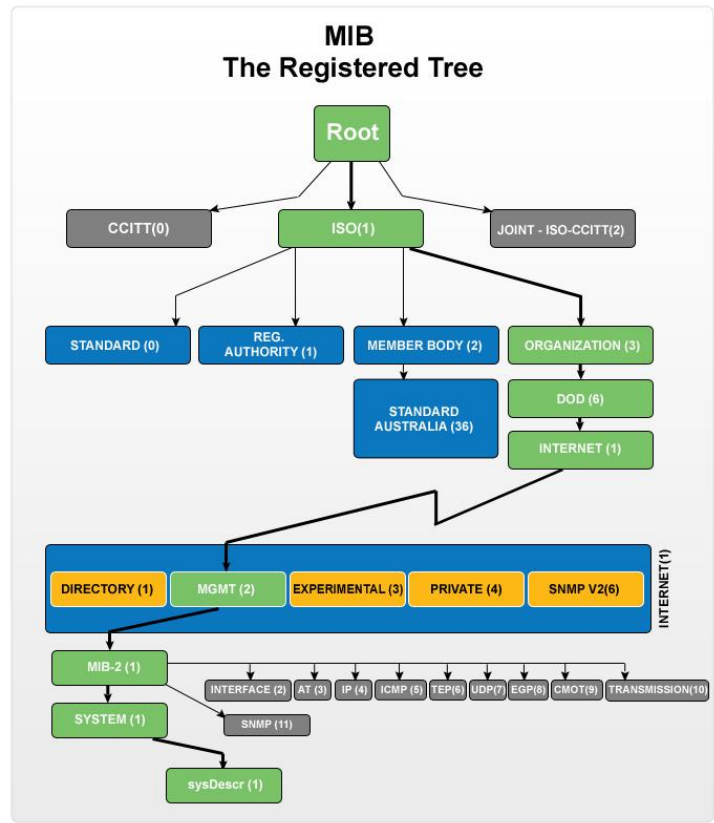 MIB
The Registered Tree
Root
CCITT(0)
ISO(1)
JOINT - ISO-CCITT(2)
STANDARD (0)
REG.
AUTHORITY (1)
MEMBER BODY (2)
ORGANIZATION (3)
STANDARD
AUSTRALIA (36)
DOD (6)
INTERNET (1)
INTERNET(1)
DIRECTORY (1)
MGMT (2)
EXPERIMENTAL (3)
PRIVATE (4)
SNMP V2(6)
MIB-2 (1)
INTERFACE (2)
AT (3)
IP (4)
ICMP (5)
TEP(6)
UDP(7)
EGP(8)
CMOT(9)
TRANSMISSION(10)
SYSTEM (1)
SNMP (11)
sysDescr (1)